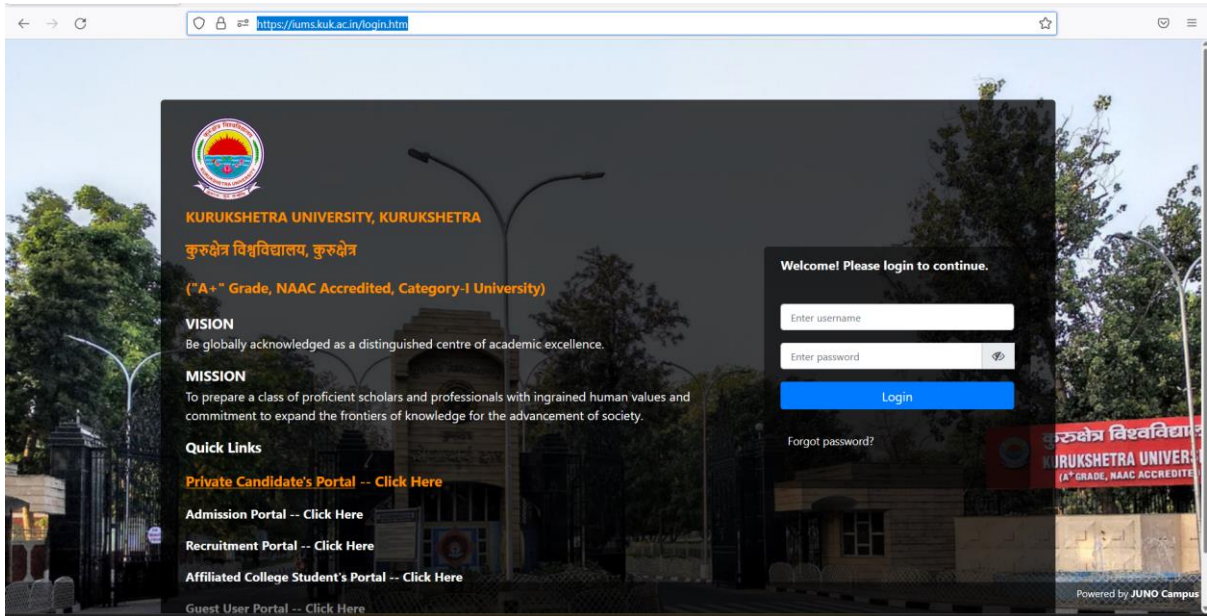 https://iums.kuk.ac.in/login.htm
KURUKSHETRA UNIVERSITY
KURUKSHETRA UNIVERSITY, KURUKSHETRA
कुरुक्षेत्र विश्वविद्यालय, कुरुक्षेत्र
("A+" Grade, NAAC Accredited, Category-I University)
VISION
Be globally acknowledged as a distinguished centre of academic excellence.
MISSION
To prepare a class of proficient scholars and professionals with ingrained human values and
commitment to expand the frontiers of knowledge for the advancement of society.
Quick Links
Private Candidate's Portal -- Click Here
Admission Portal -- Click Here
Recruitment Portal -- Click Here
Affiliated College Student's Portal -- Click Here
Guest User Portal -- Click Here
Welcome! Please login to continue.
Enter username
Enter password
Login
Forgot password?
कुरुक्षेत्र
KURUKSHETRA
(A+ GRADE, NAAC ACCREDITED
Powered by JUNO Campus